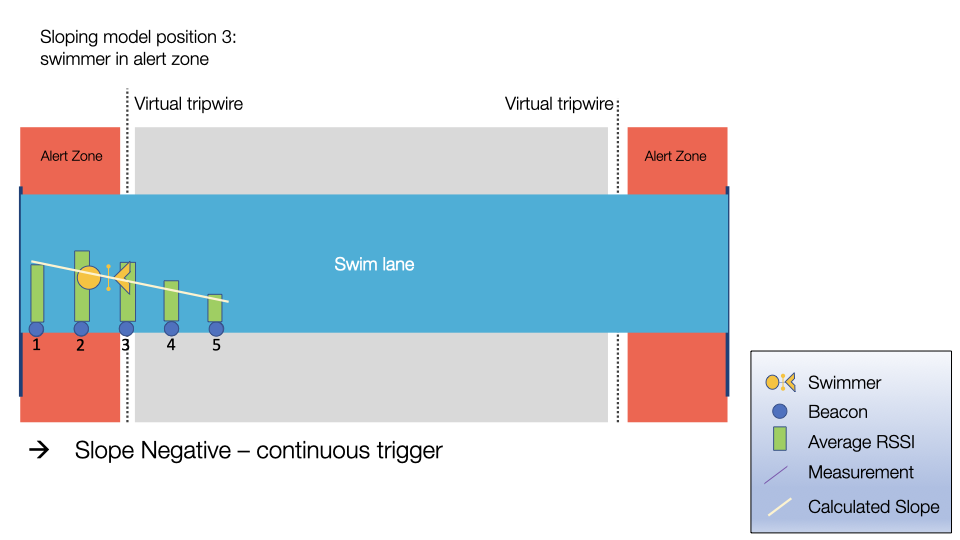 Sloping model position 3:
swimmer in alert zone
Virtual tripwire
Virtual tripwire
Alert Zone
Alert Zone
Swim lane
1 2 3 4 5
→ Slope Negative – continuous trigger
Swimmer
Beacon
Average RSSI
Measurement
Calculated Slope